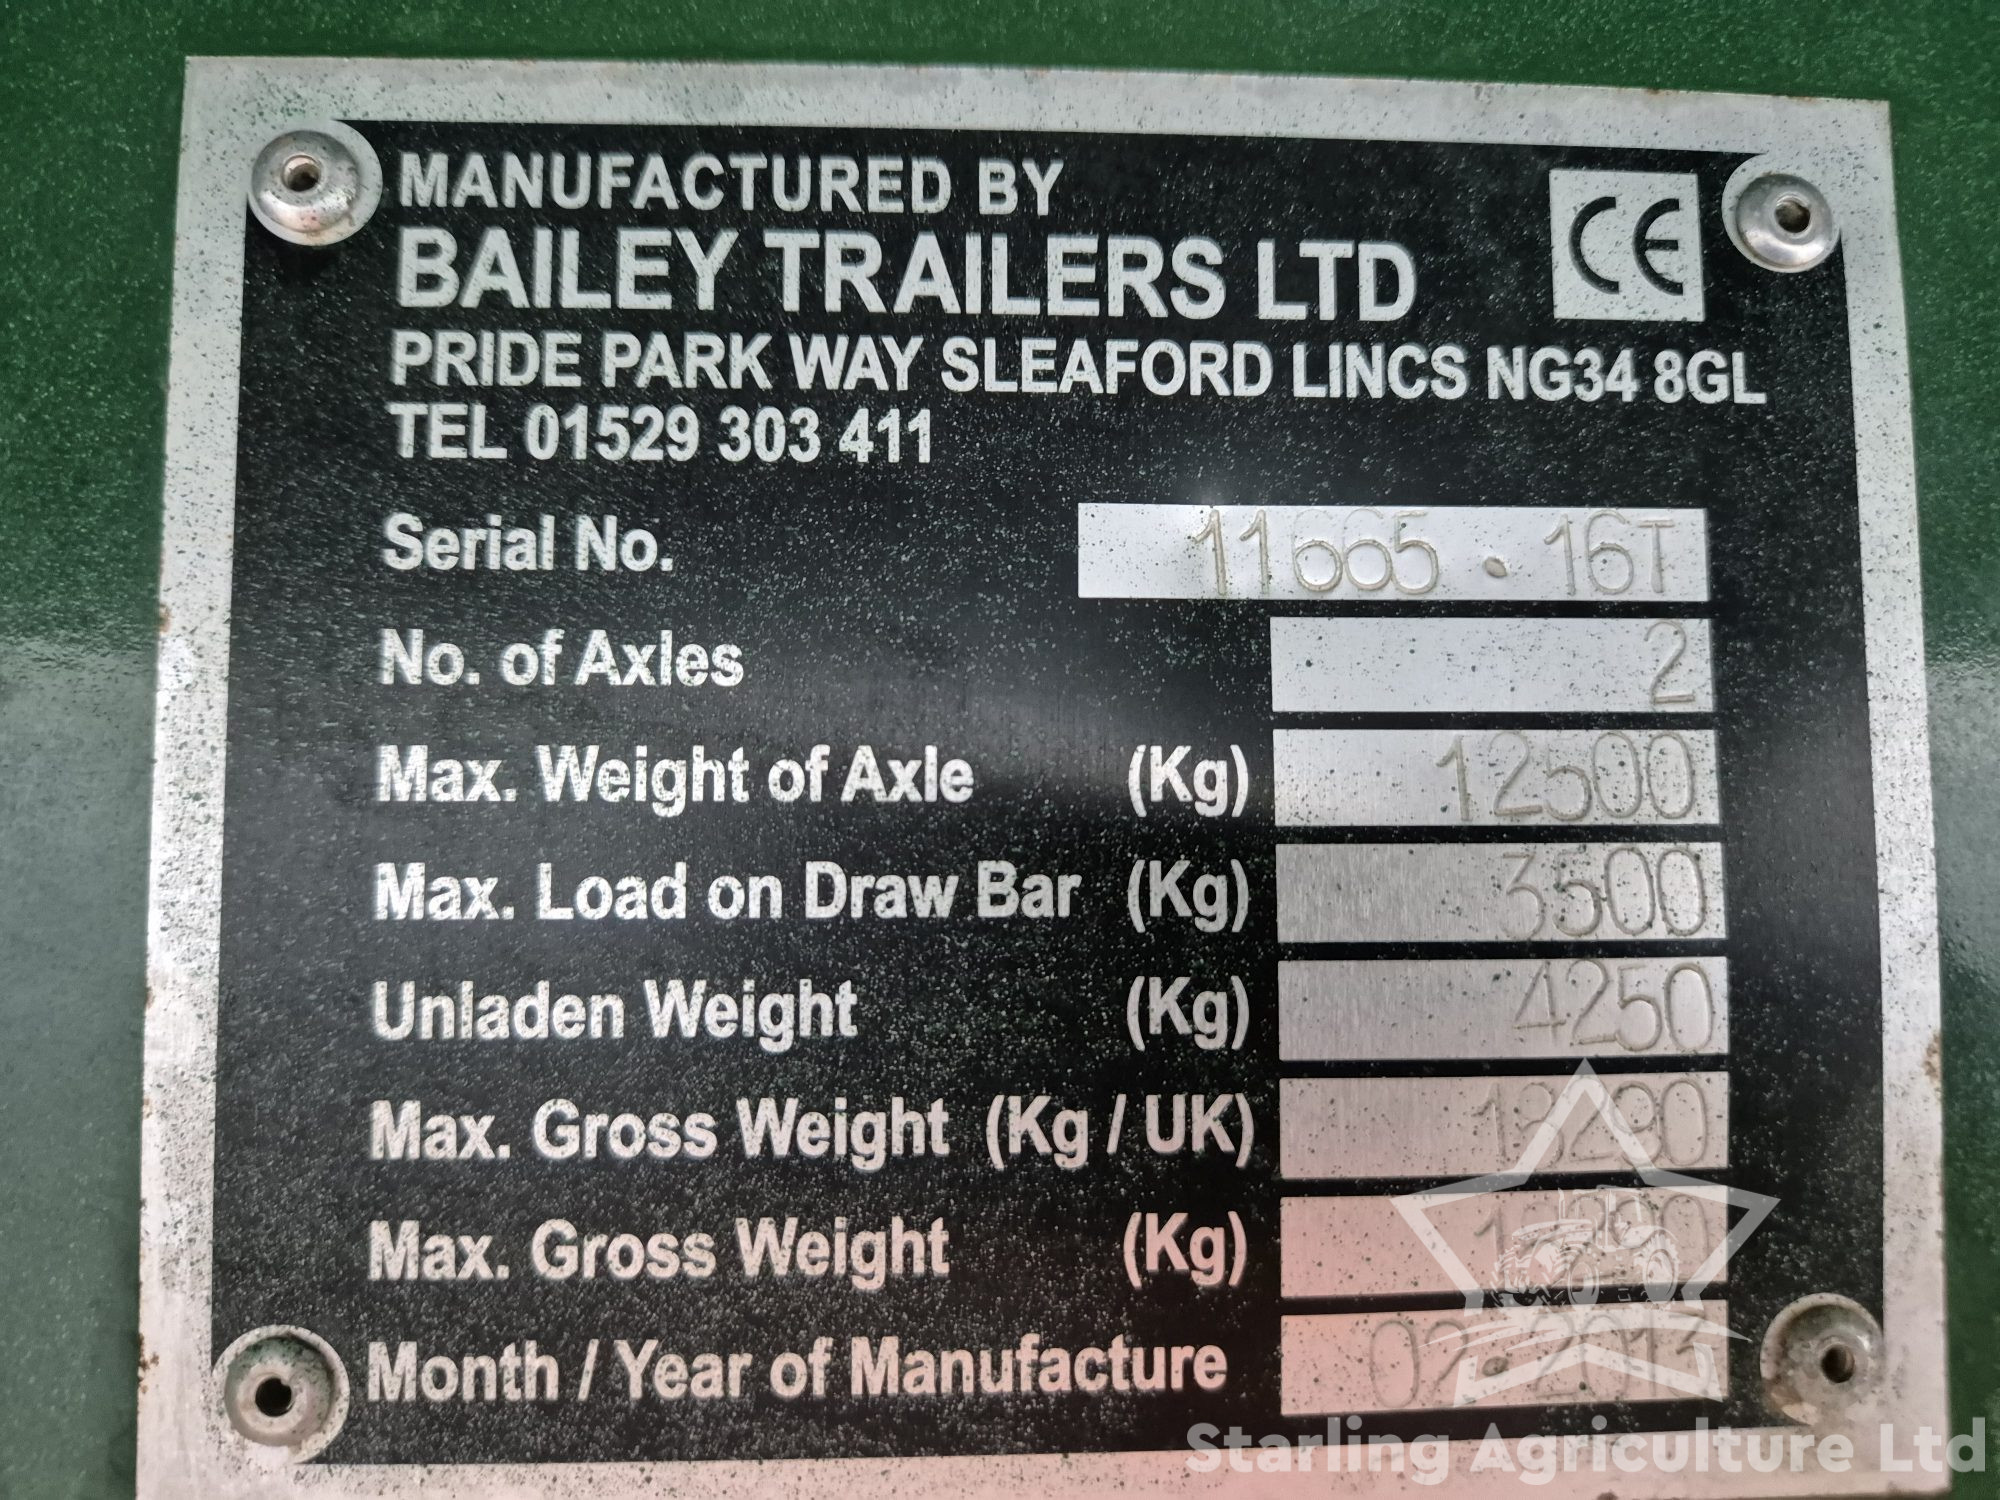 MANUFACTURED BY
BAILEY TRAILERS LTD
CE
PRIDE PARK WAY SLEAFORD LINCS NG34 8GL
TEL 01529 303 411
Serial No. 11665 . 16T
No. of Axles 2
Max. Weight of Axle (Kg) 12500
Max. Load on Draw Bar (Kg) 3500
Unladen Weight (Kg) 4250
Max. Gross Weight (Kg / UK) 18290
Max. Gross Weight (Kg)
Month / Year of Manufacture 02 . 2013
Starling Agriculture Ltd